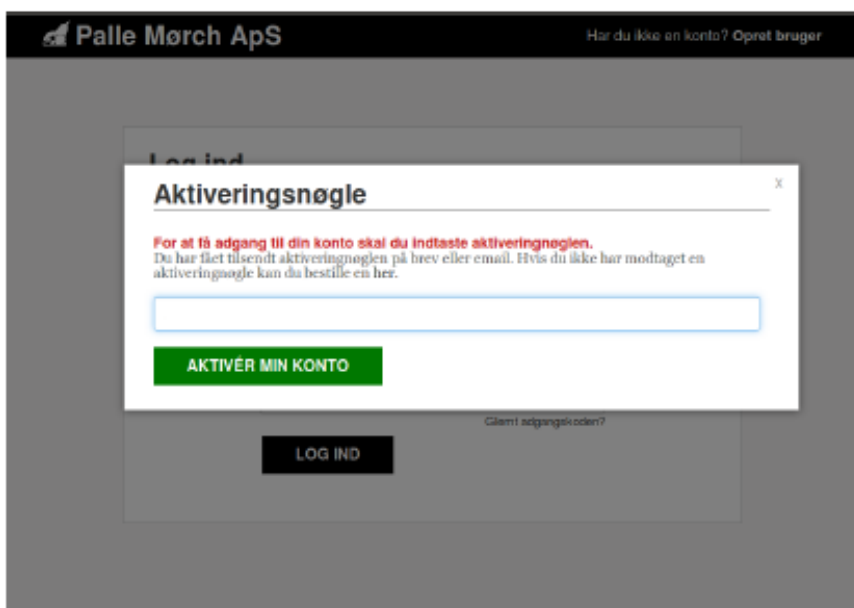 Palle Mørch ApS
Har du ikke en konto? Opret bruger
Log ind
Aktiveringsnøgle
X
For at få adgang til din konto skal du indtaste aktiveringnøglen.
Du har fået tilsendt aktiveringnøglen på brev eller email. Hvis du ikke har modtaget en
aktiveringnøgle kan du bestille en her.
AKTIVÉR MIN KONTO
Glemt adgangskoden?
LOG IND